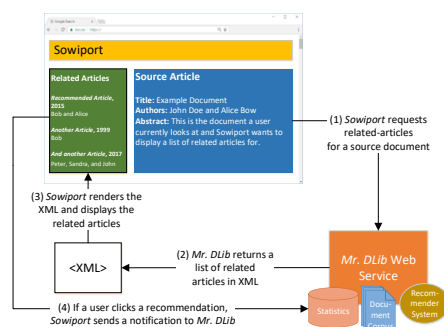 Sowiport
Related Articles
Recommended Article,
2015
Bob and Alice
Another Article, 1999
Bob
And another Article, 2017
Peter, Sandra, and John
Source Article
Title: Example Document
Authors: John Doe and Alice Bow
Abstract: This is the document a user
currently looks at and Sowiport wants to
display a list of related articles for.
(1) Sowiport requests
related-articles
for a source document
(3) Sowiport renders the
XML and displays the
related articles
<XML>
(2) Mr. DLib returns a
list of related
articles in XML
Mr. DLib Web
Service
Statistics
Docu-
ment
Corpus
Recom-
mender
System
(4) If a user clicks a recommendation,
Sowiport sends a notification to Mr. DLib